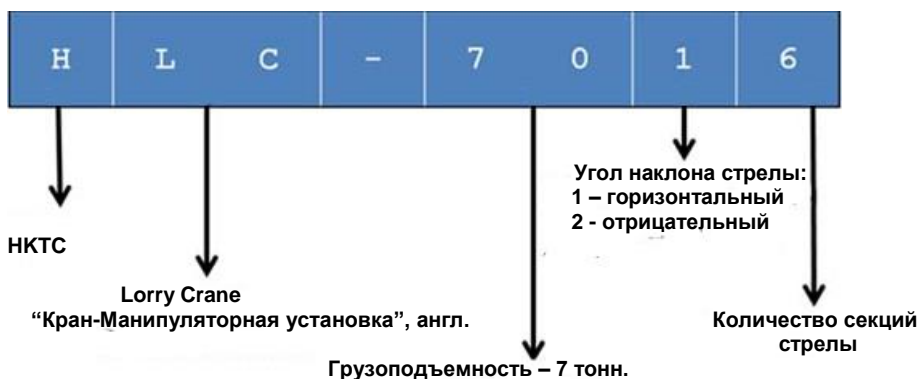 H L C - 7 0 1 6
Угол наклона стрелы:
1 – горизонтальный
2 - отрицательный
НКТС
Lorry Crane
“Кран-Манипуляторная установка”, англ.
Количество секций
стрелы
Грузоподъемность – 7 тонн.